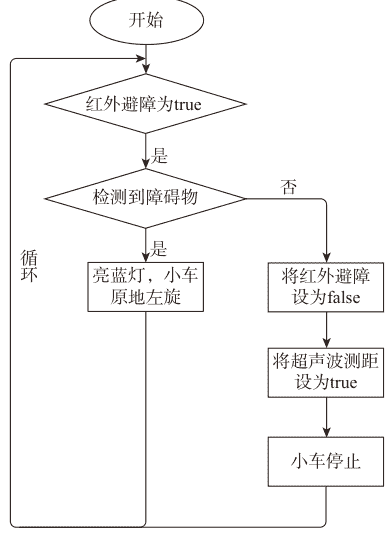 开始
红外避障为true
是
检测到障碍物
否
是
循
环
亮蓝灯，小车
原地左旋
将红外避障
设为false
将超声波测距
设为true
小车停止